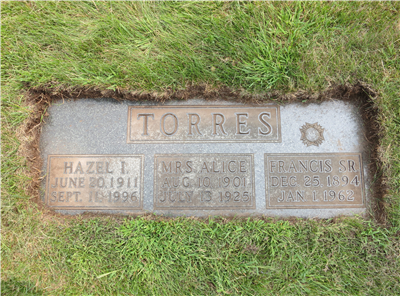 TORRES
HAZEL I.
JUNE 20, 1911
SEPT. 10, 1996
MRS. ALICE
AUG. 10, 1901
JULY 13, 1925
FRANCIS SR.
DEC. 25, 1894
JAN. 1, 1962